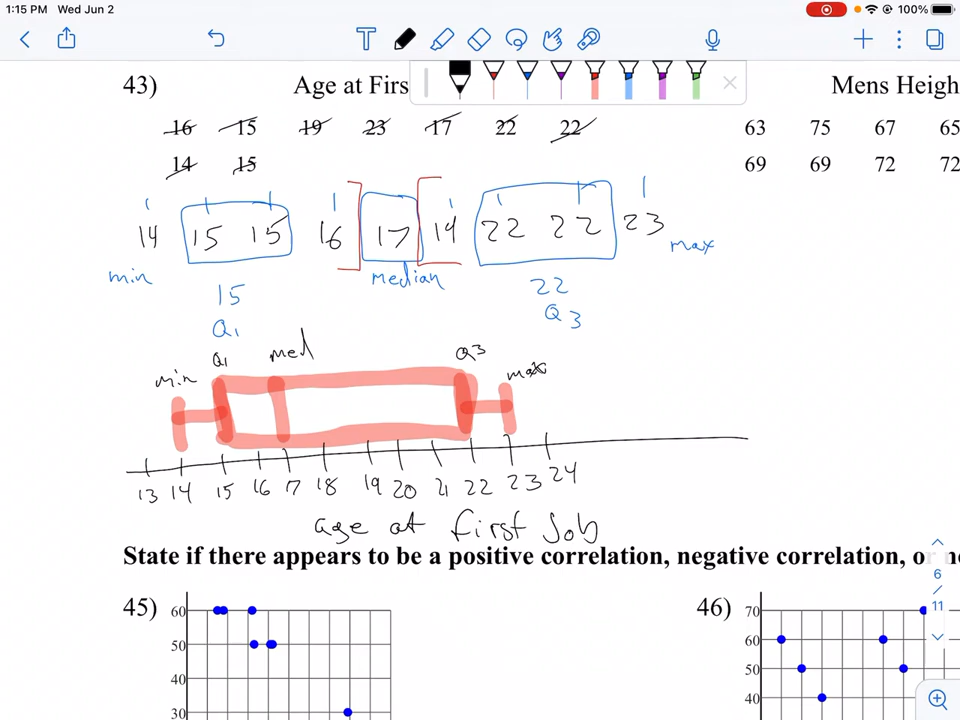 1:15 PM Wed Jun 2 100%
T
43) Age at Firs Mens Heigh
16 15 19 23 17 22 22 63 75 67 65
14 15 69 69 72 72
14 15 15 16 17 19 22 22 23
min median max
15 22
Q1 Q3
min Q1 med Q3 max
13 14 15 16 17 18 19 20 21 22 23 24
age at first Job
State if there appears to be a positive correlation, negative correlation, or n
6
/
11
45) 46)
60 70
50 60
40 50
30 40